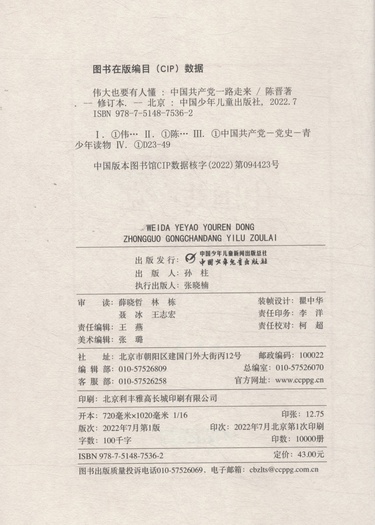 图书在版编目（CIP）数据
伟大也要有人懂 : 中国共产党一路走来 / 陈晋著
. — 修订本. — 北京 : 中国少年儿童出版社, 2022.7
ISBN 978-7-5148-7536-2
Ⅰ. ①伟… Ⅱ. ①陈… Ⅲ. ①中国共产党－党史－青
少年读物 Ⅳ. ①D23-49
中国版本图书馆CIP数据核字(2022)第094423号
WEIDA YEYAO YOUREN DONG
ZHONGGUO GONGCHANDANG YILU ZOULAI
出版发行: 中国少年儿童新闻出版总社
中国少年儿童出版社
出 版 人: 孙 柱
执行出版人: 张晓楠
审 读: 薛晓哲 林 栋 装帧设计: 瞿中华
聂 冰 王志宏 责任印务: 李 洋
责任编辑: 王 燕 责任校对: 柯 超
美术编辑: 张 璐
社 址: 北京市朝阳区建国门外大街丙12号 邮政编码: 100022
编 辑 部: 010-57526809 总编室: 010-57526070
客 服 部: 010-57526258 官方网址: www.ccppg.cn
印刷: 北京利丰雅高长城印刷有限公司
开本: 720毫米×1020毫米 1/16 印张: 12.75
版次: 2022年7月第1版 印次: 2022年7月北京第1次印刷
字数: 100千字 印数: 10000册
ISBN 978-7-5148-7536-2 定价: 43.00元
图书出版质量投诉电话010-57526069, 电子邮箱: cbzlts@ccppg.com.cn